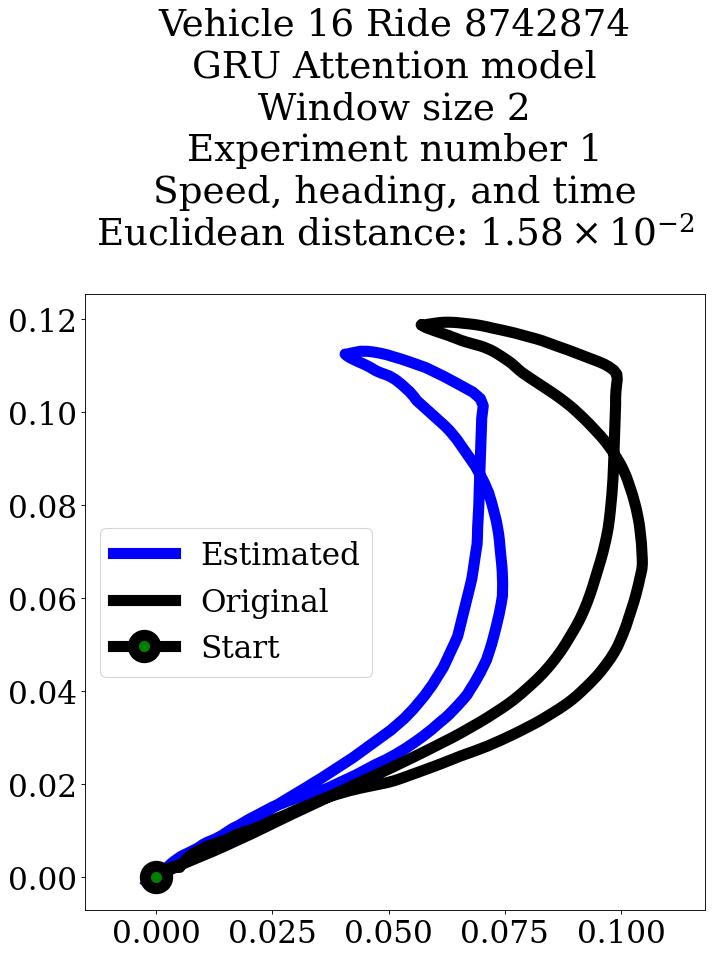 Vehicle 16 Ride 8742874
GRU Attention model
Window size 2
Experiment number 1
Speed, heading, and time
Euclidean distance: 1.58 × 10⁻²
0.12
0.10
0.08
0.06
0.04
0.02
0.00
Estimated
Original
Start
0.000 0.025 0.050 0.075 0.100